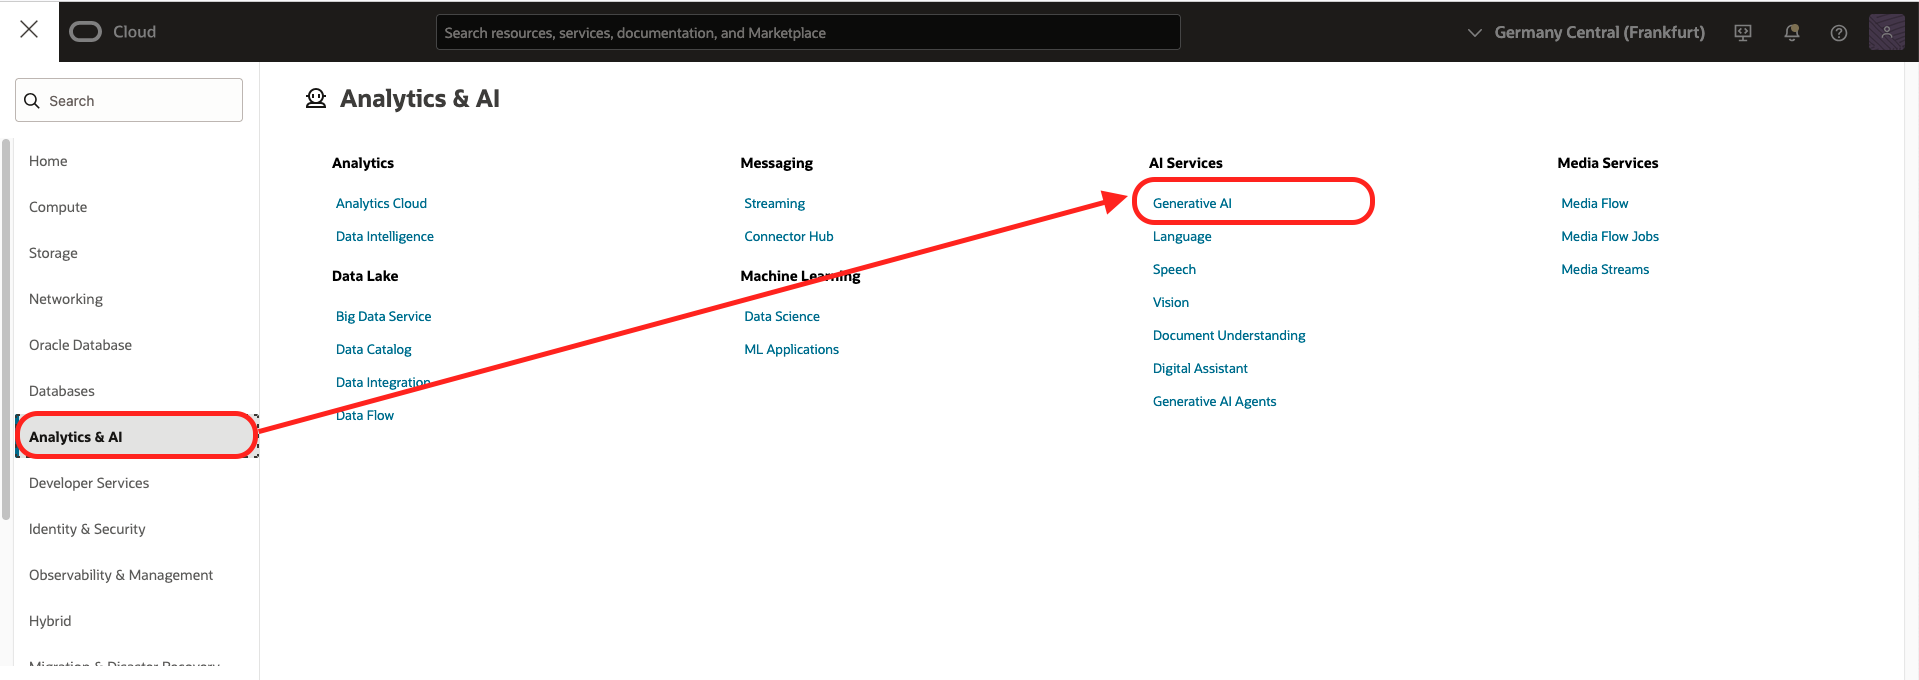 Cloud
Search resources, services, documentation, and Marketplace
Germany Central (Frankfurt)
Search
Home
Compute
Storage
Networking
Oracle Database
Databases
Analytics & AI
Developer Services
Identity & Security
Observability & Management
Hybrid
Migration & Disaster Recovery
Analytics & AI
Analytics
Analytics Cloud
Data Intelligence
Data Lake
Big Data Service
Data Catalog
Data Integration
Data Flow
Messaging
Streaming
Connector Hub
Machine Learning
Data Science
ML Applications
AI Services
Generative AI
Language
Speech
Vision
Document Understanding
Digital Assistant
Generative AI Agents
Media Services
Media Flow
Media Flow Jobs
Media Streams